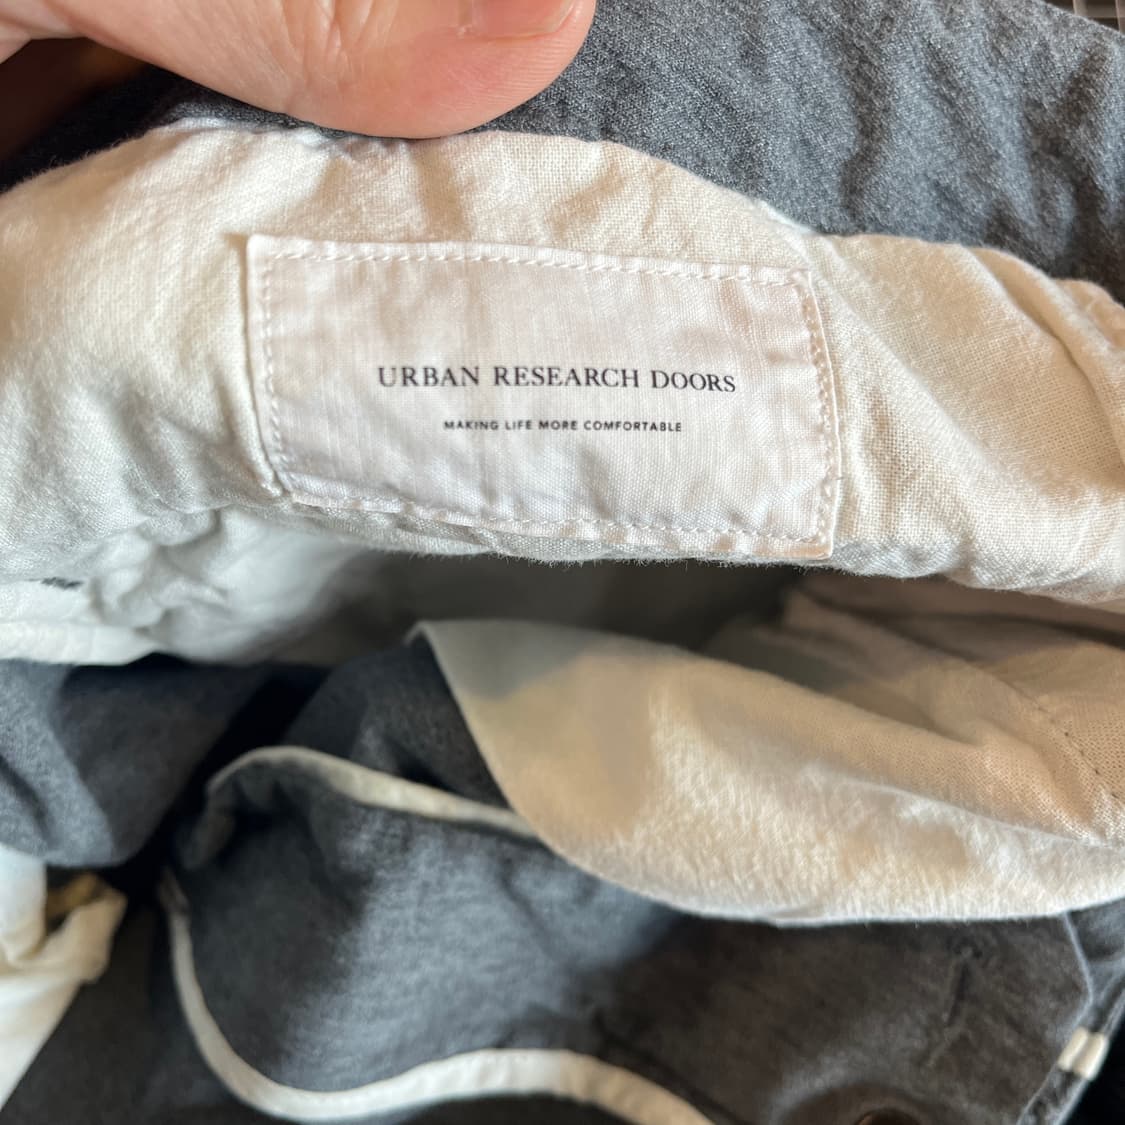 URBAN RESEARCH DOORS
MAKING LIFE MORE COMFORTABLE